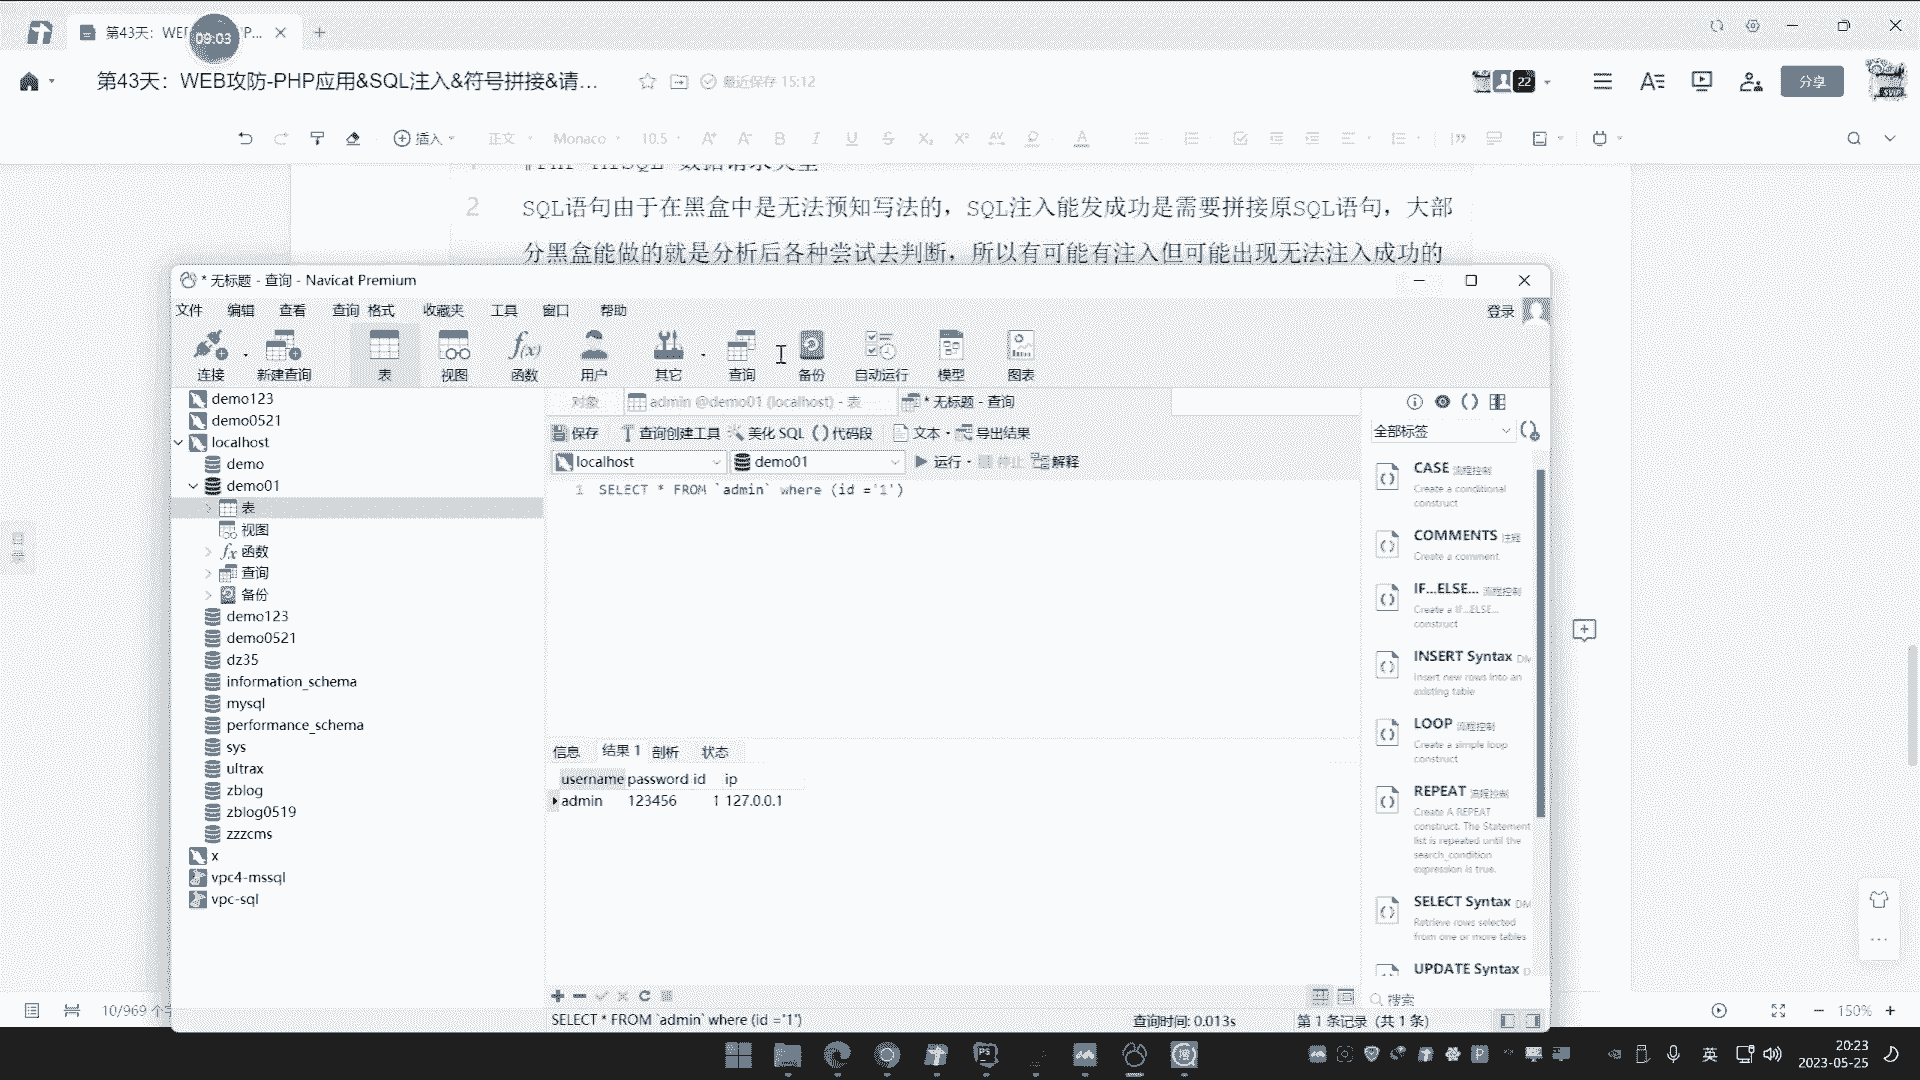 第43天：WEB
P...
09:03
第43天：WEB攻防-PHP应用&SQL注入&符号拼接&请...
最近保存 15:12
22
分享
插入
正文
Monaco
10.5
2
SQL语句由于在黑盒中是无法预知写法的，SQL注入能发成功是需要拼接原SQL语句，大部
分黑盒能做的就是分析后各种尝试去判断，所以有可能有注入但可能出现无法注入成功的
* 无标题 - 查询 - Navicat Premium
文件 编辑 查看 查询 格式 收藏夹 工具 窗口 帮助
登录
连接 新建查询 表 视图 函数 用户 其它 查询 备份 自动运行 模型 图表
demo123
demo0521
localhost
demo
demo01
表
视图
函数
查询
备份
demo123
demo0521
dz35
information_schema
mysql
performance_schema
sys
ultrax
zblog
zblog0519
zzzcms
x
vpc4-mssql
vpc-sql
对象 admin @demo01 (localhost) - 表 * 无标题 - 查询
保存 查询创建工具 美化 SQL () 代码段 文本 导出结果
localhost demo01 运行 停止 解释
1 SELECT * FROM `admin` where (id ='1')
信息 结果 1 剖析 状态
username password id ip
admin 123456 1 127.0.0.1
SELECT * FROM `admin` where (id ='1')
查询时间: 0.013s
第 1 条记录 (共 1 条)
全部标签
CASE 流程控制
Create a conditional
construct
COMMENTS 注释
Create a comment
IF...ELSE... 流程控制
Create a IF...ELSE...
construct
INSERT Syntax
Insert new rows into an
existing table
LOOP 流程控制
Create a simple loop
construct
REPEAT 流程控制
Create A REPEAT
construct. The Statement
list is repeated until the
search_condition
expression is true.
SELECT Syntax
Retrieve rows selected
from one or more tables
UPDATE Syntax
搜索
10/969 个字
150%
英
20:23
2023-05-25